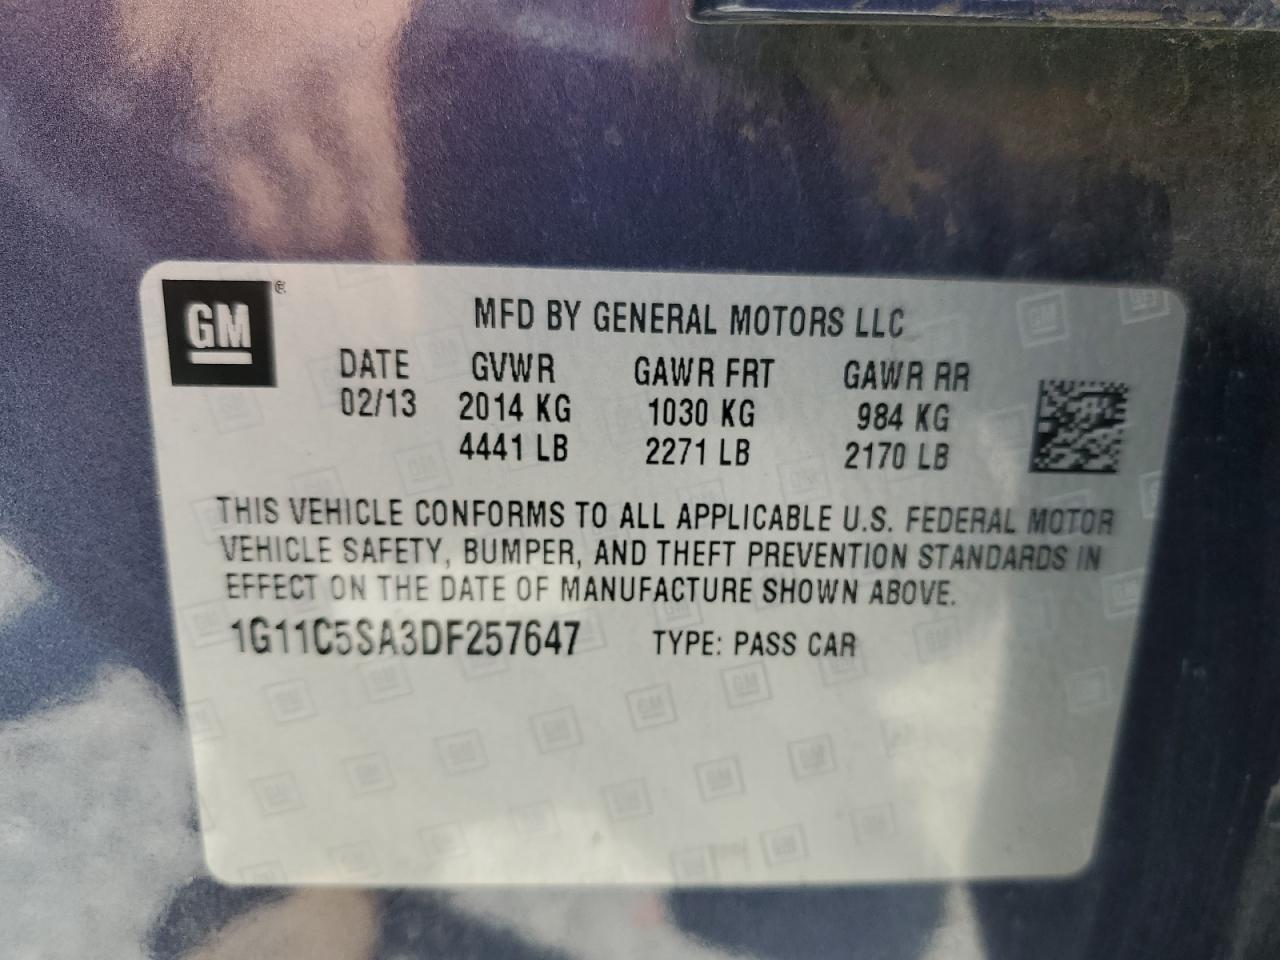 GM ®
MFD BY GENERAL MOTORS LLC
DATE GVWR GAWR FRT GAWR RR
02/13 2014 KG 1030 KG 984 KG
4441 LB 2271 LB 2170 LB
THIS VEHICLE CONFORMS TO ALL APPLICABLE U.S. FEDERAL MOTOR
VEHICLE SAFETY, BUMPER, AND THEFT PREVENTION STANDARDS IN
EFFECT ON THE DATE OF MANUFACTURE SHOWN ABOVE.
1G11C5SA3DF257647 TYPE: PASS CAR